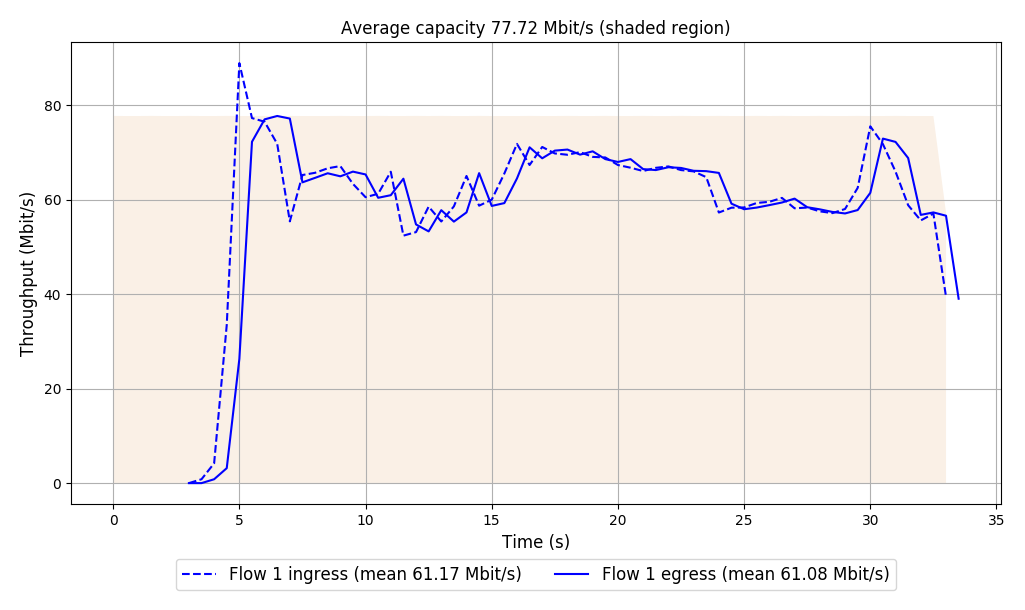 Average capacity 77.72 Mbit/s (shaded region)
Throughput (Mbit/s)
80
60
40
20
0
0 5 10 15 20 25 30 35
Time (s)
Flow 1 ingress (mean 61.17 Mbit/s) Flow 1 egress (mean 61.08 Mbit/s)